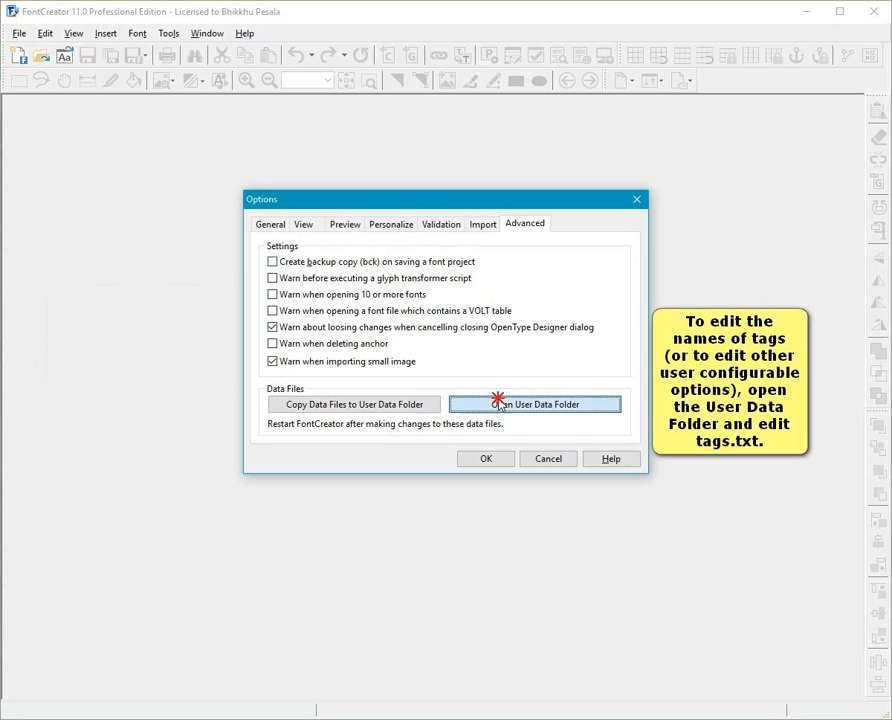 FontCreator 11.0 Professional Edition - Licensed to Bhikkhu Pesala
File Edit View Insert Font Tools Window Help
Options
General View Preview Personalize Validation Import Advanced
Settings
Create backup copy (bck) on saving a font project
Warn before executing a glyph transformer script
Warn when opening 10 or more fonts
Warn when opening a font file which contains a VOLT table
Warn about loosing changes when cancelling closing OpenType Designer dialog
Warn when deleting anchor
Warn when importing small image
Data Files
Copy Data Files to User Data Folder Open User Data Folder
Restart FontCreator after making changes to these data files.
OK Cancel Help
To edit the
names of tags
(or to edit other
user configurable
options), open
the User Data
Folder and edit
tags.txt.